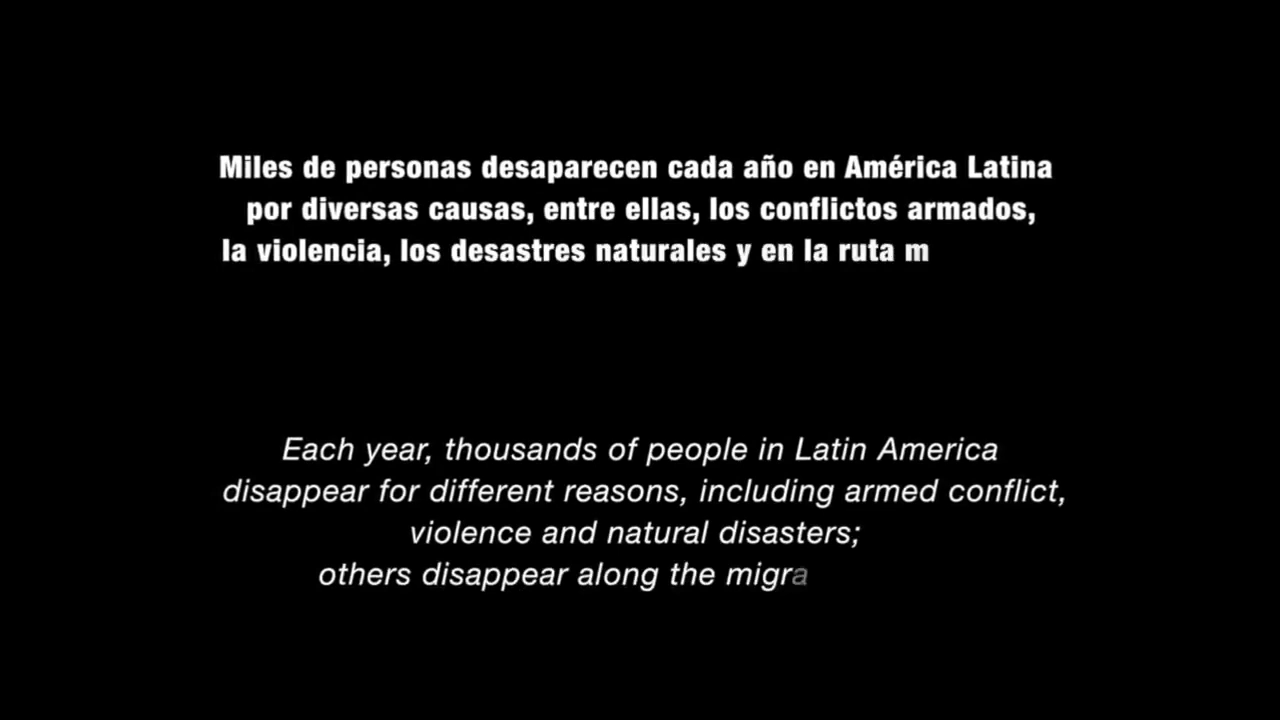 Miles de personas desaparecen cada año en América Latina
por diversas causas, entre ellas, los conflictos armados,
la violencia, los desastres naturales y en la ruta m
Each year, thousands of people in Latin America
disappear for different reasons, including armed conflict,
violence and natural disasters;
others disappear along the migra